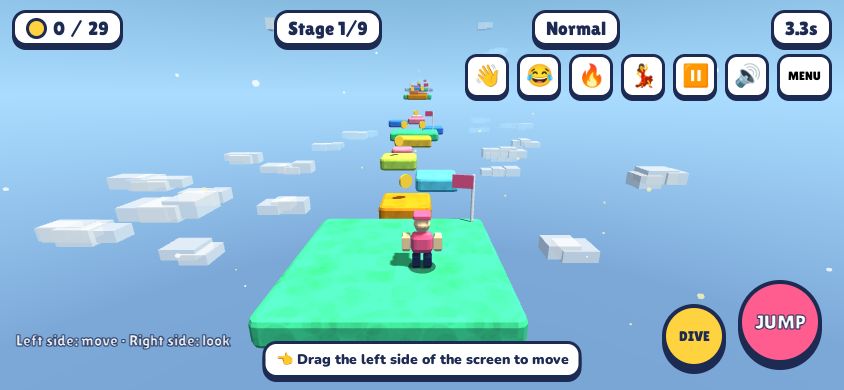 0 / 29
Stage 1/9
Normal
3.3s
MENU
Left side: move · Right side: look
Drag the left side of the screen to move
DIVE
JUMP